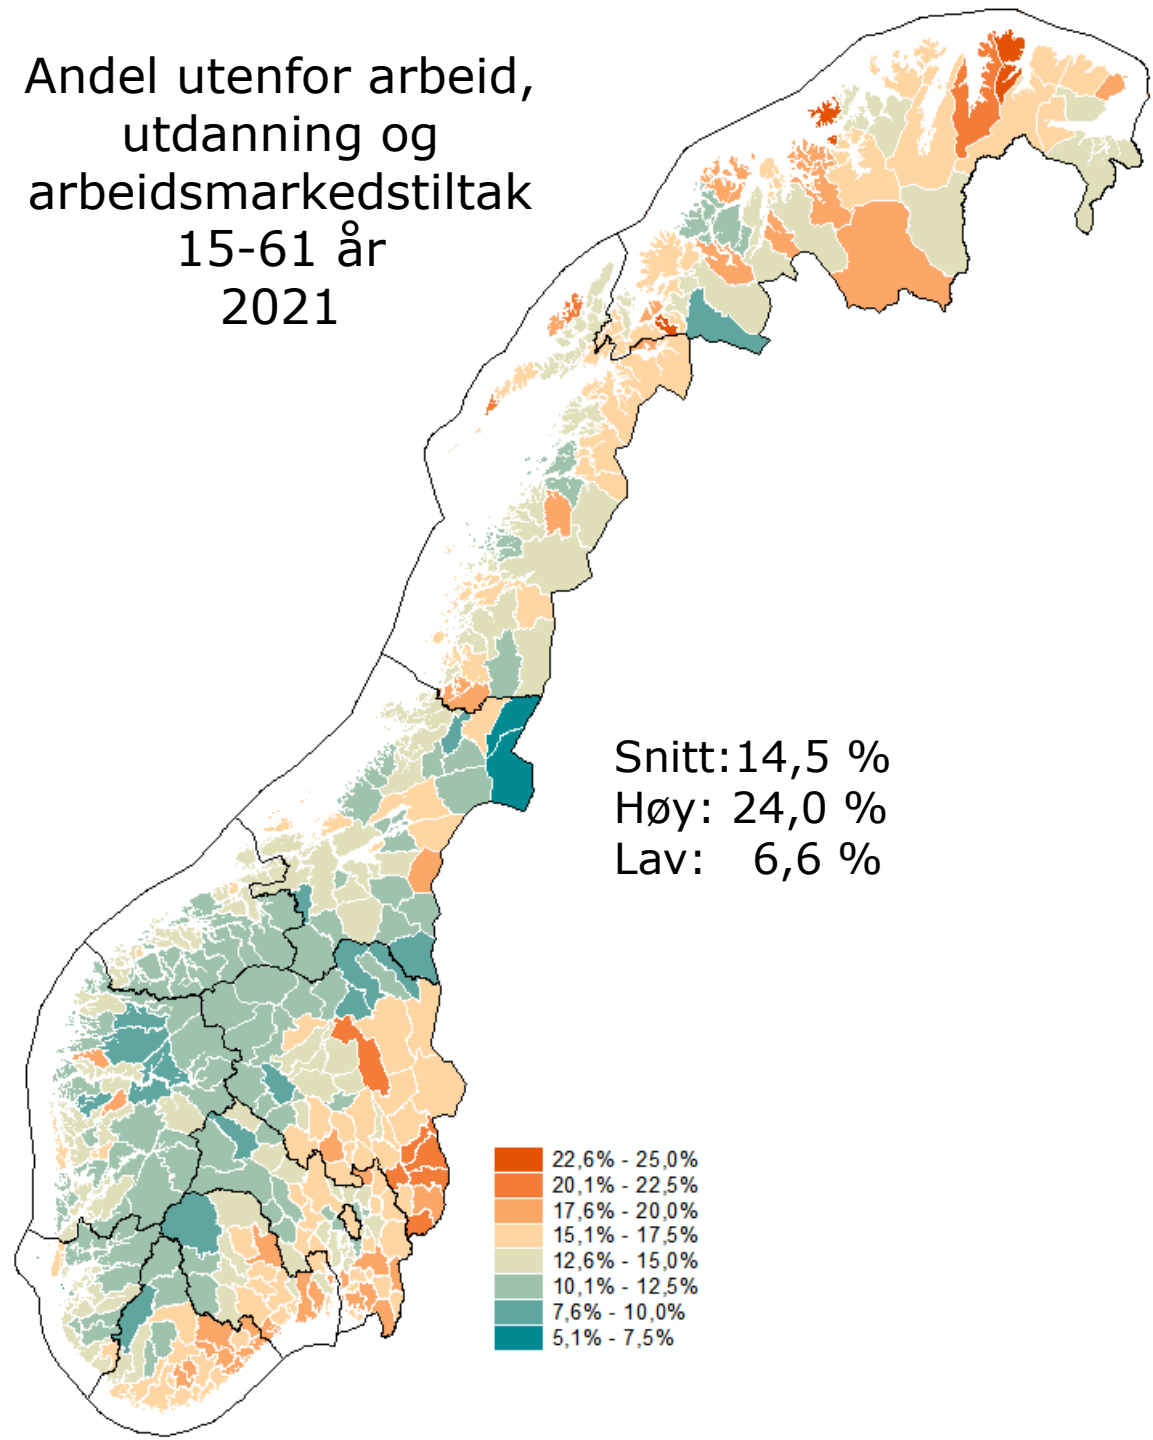 Andel utenfor arbeid,
utdanning og
arbeidsmarkedstiltak
15-61 år
2021
Snitt:14,5 %
Høy: 24,0 %
Lav: 6,6 %
22,6% - 25,0%
20,1% - 22,5%
17,6% - 20,0%
15,1% - 17,5%
12,6% - 15,0%
10,1% - 12,5%
7,6% - 10,0%
5,1% - 7,5%